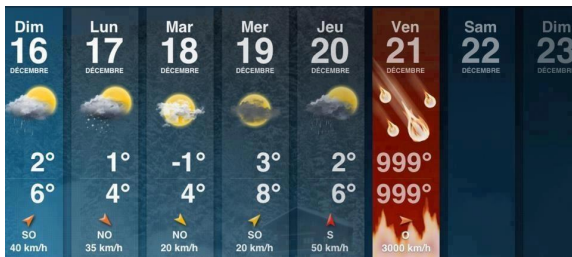 Dim Lun Mar Mer Jeu Ven Sam Dim
16 17 18 19 20 21 22 23
DÉCEMBRE DÉCEMBRE DÉCEMBRE DÉCEMBRE DÉCEMBRE DÉCEMBRE DÉCEMBRE DÉCEMBRE
2° 1° -1° 3° 2° 999°
6° 4° 4° 8° 6° 999°
SO NO NO SO S O
40 km/h 35 km/h 20 km/h 20 km/h 50 km/h 3000 km/h